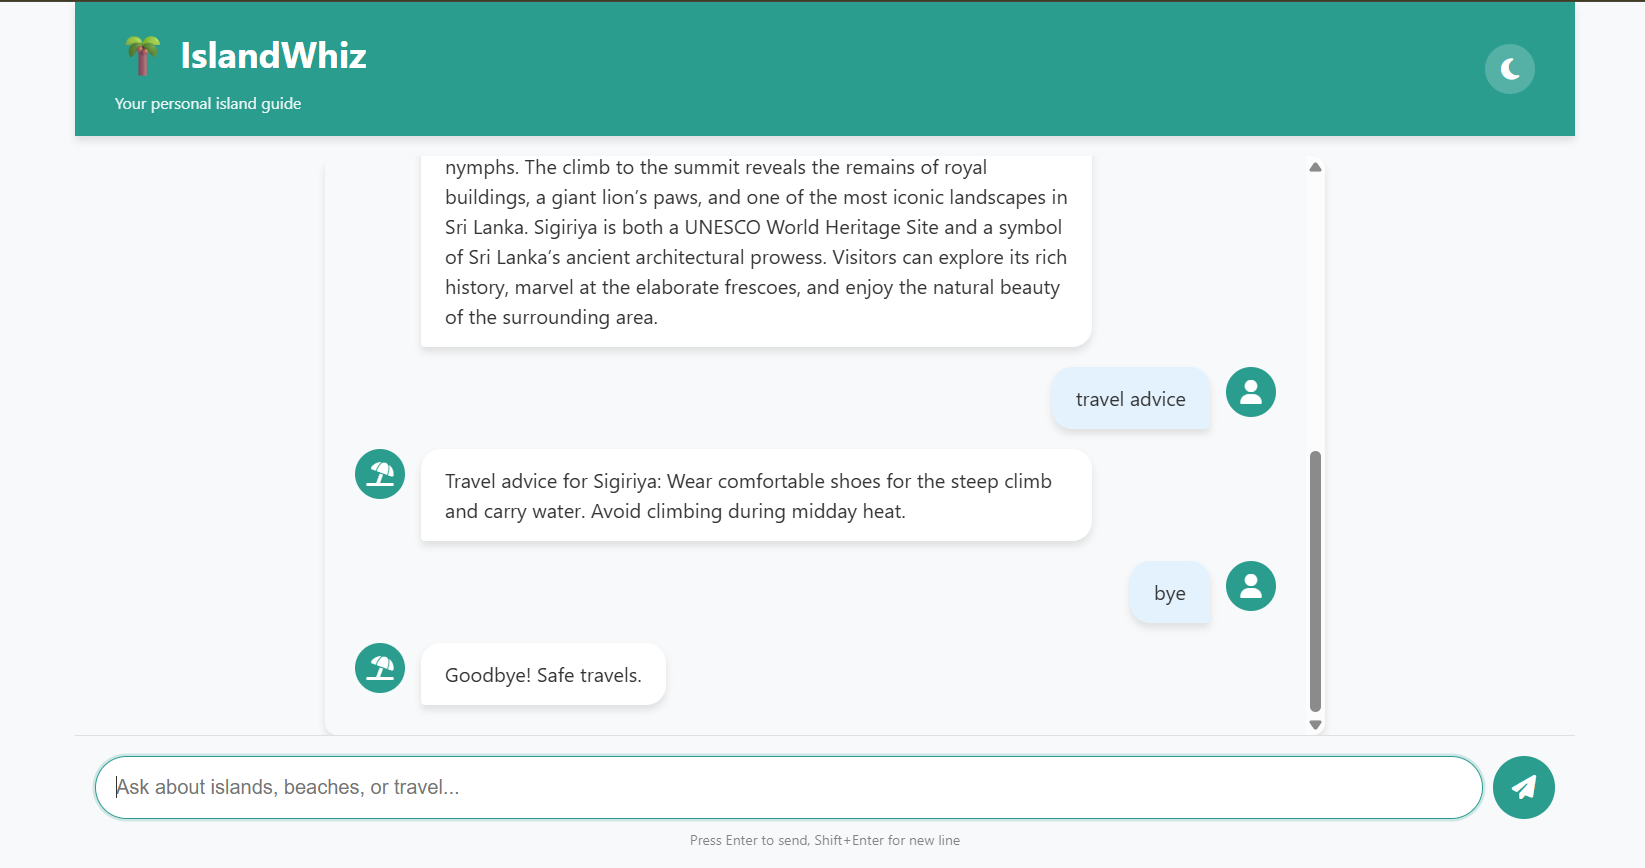 IslandWhiz
Your personal island guide
nymphs. The climb to the summit reveals the remains of royal
buildings, a giant lion’s paws, and one of the most iconic landscapes in
Sri Lanka. Sigiriya is both a UNESCO World Heritage Site and a symbol
of Sri Lanka’s ancient architectural prowess. Visitors can explore its rich
history, marvel at the elaborate frescoes, and enjoy the natural beauty
of the surrounding area.
travel advice
Travel advice for Sigiriya: Wear comfortable shoes for the steep climb
and carry water. Avoid climbing during midday heat.
bye
Goodbye! Safe travels.
Ask about islands, beaches, or travel...
Press Enter to send, Shift+Enter for new line